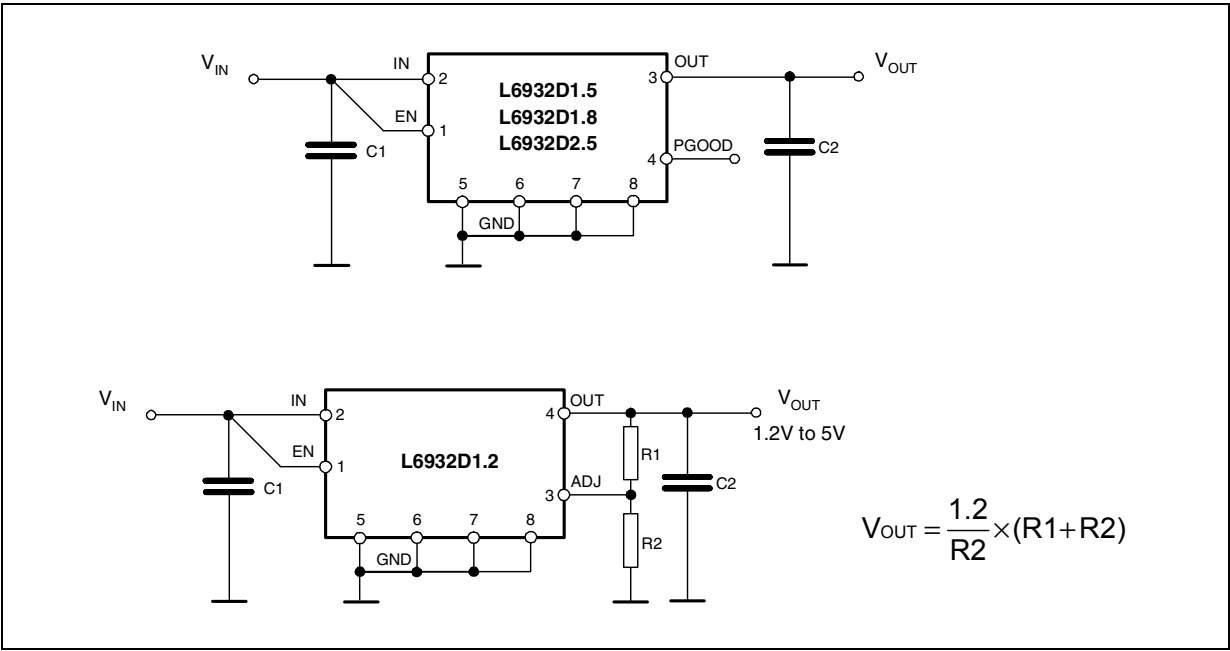 VIN IN 2 OUT 3 VOUT
L6932D1.5
EN 1 L6932D1.8
L6932D2.5
C1 4 PGOOD C2
5 6 7 8
GND
VIN IN 2 OUT 4 VOUT
1.2V to 5V
EN 1 L6932D1.2 R1
C1 3 ADJ C2
5 6 7 8
GND R2
VOUT = 1.2/R2 ×(R1+R2)